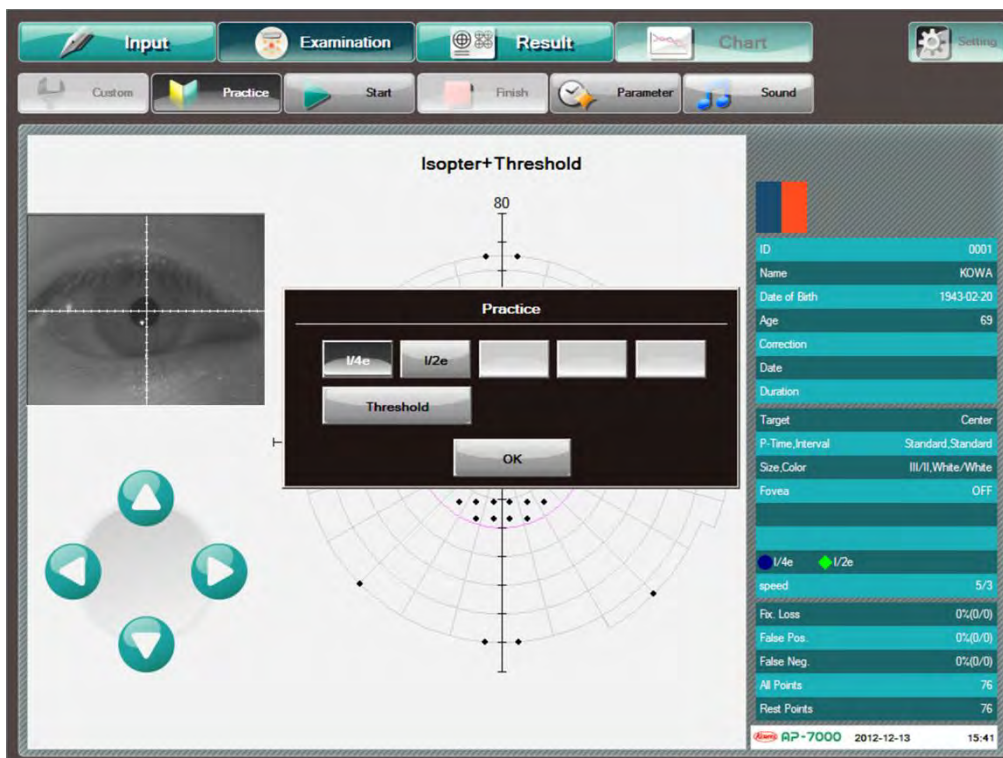 Input Examination Result Chart Setting
Custom Practice Start Finish Parameter Sound
Isopter+Threshold
80
Practice
I/4e I/2e
Threshold
OK
ID 0001
Name KOWA
Date of Birth 1943-02-20
Age 69
Correction
Date
Duration
Target Center
P-Time,Interval Standard,Standard
Size,Color III/II,White/White
Fovea OFF
I/4e I/2e
speed 5/3
Fix. Loss 0%(0/0)
False Pos. 0%(0/0)
False Neg. 0%(0/0)
All Points 76
Rest Points 76
Kowa AP-7000 2012-12-13 15:41